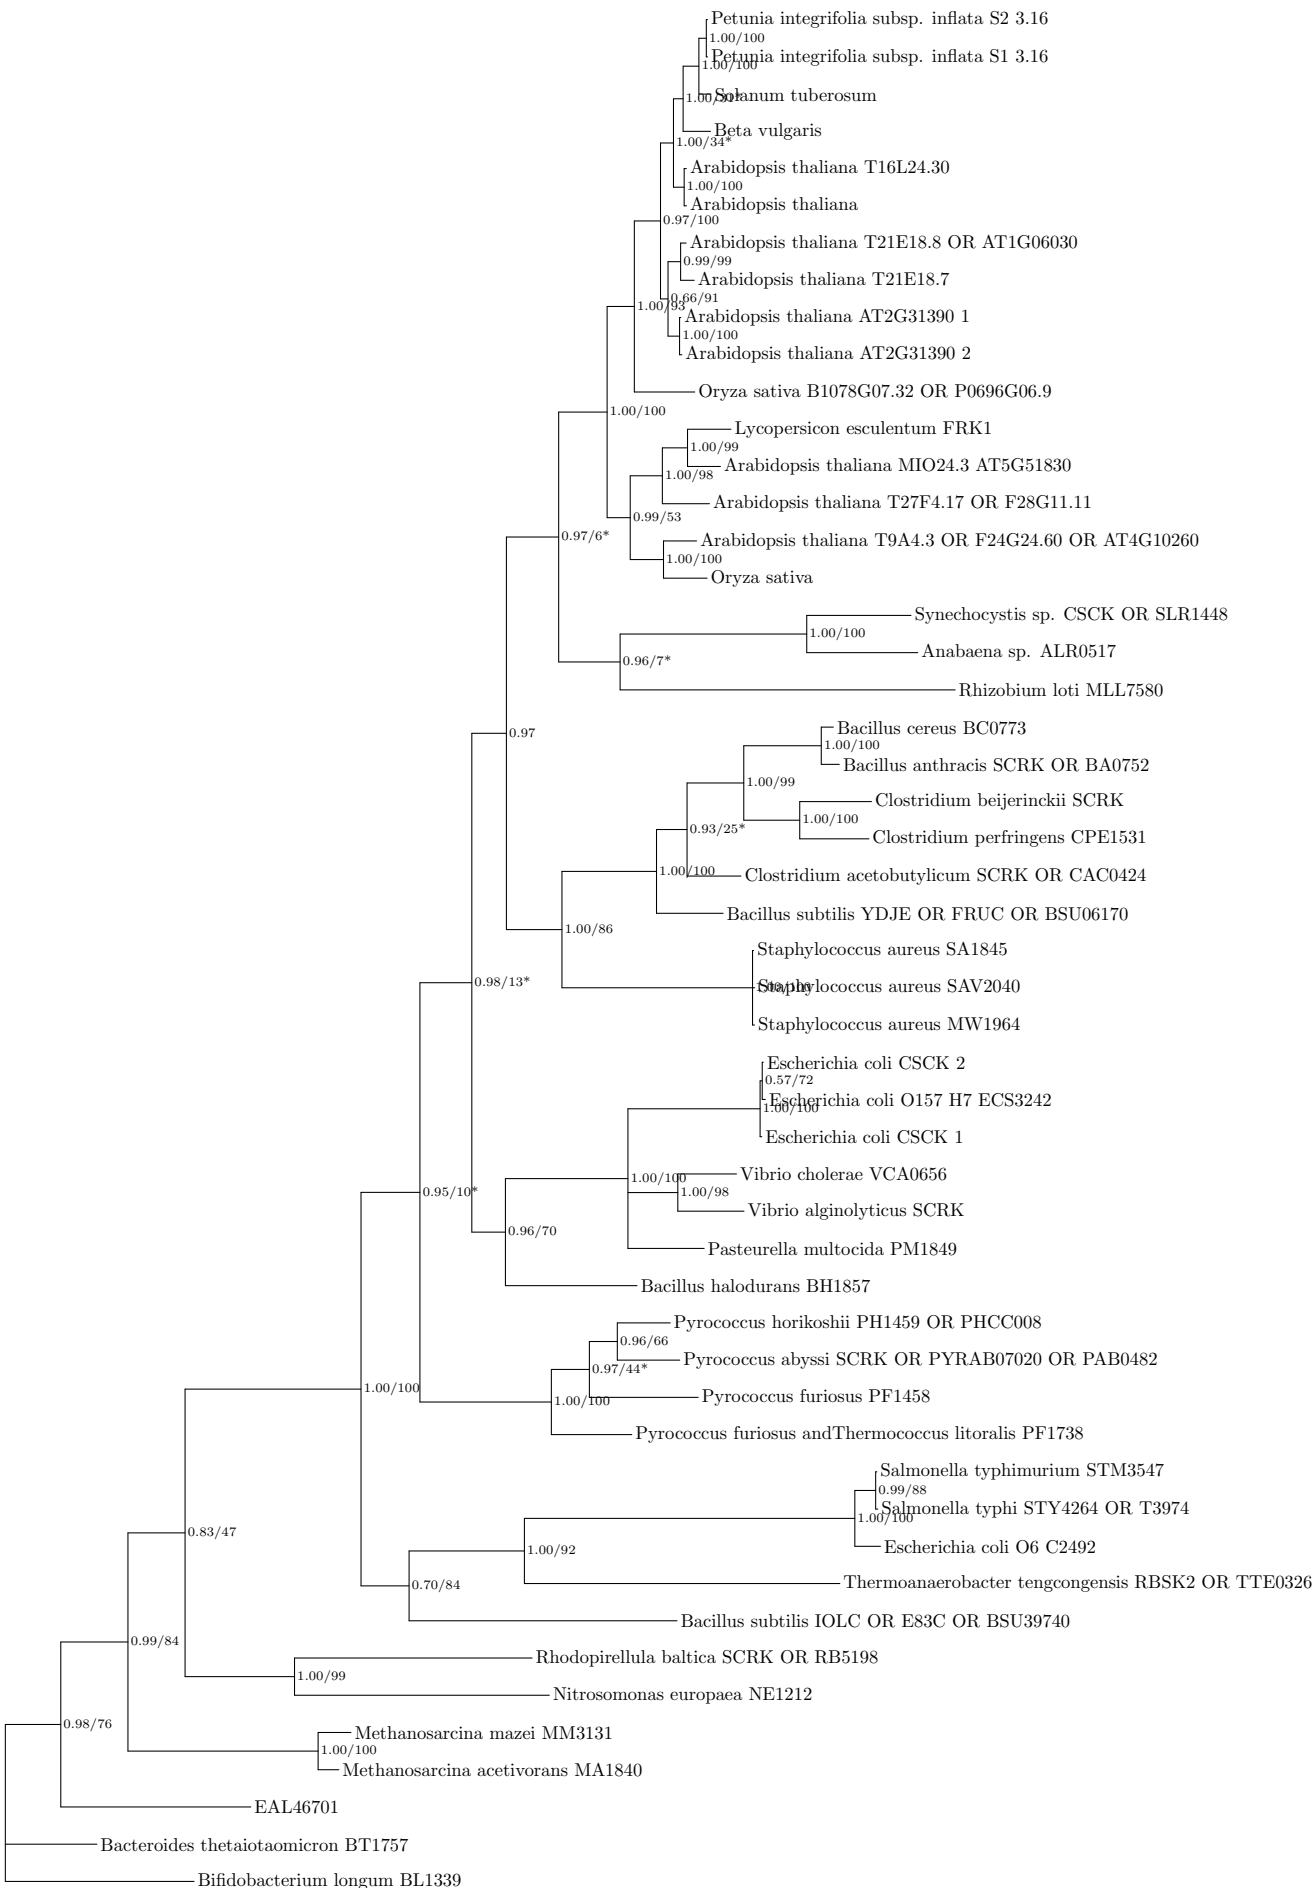 Petunia integrifolia subsp. inflata S2 3.16
1.00/100
Petunia integrifolia subsp. inflata S1 3.16
1.00/100
Solanum tuberosum
Beta vulgaris
1.00/34*
Arabidopsis thaliana T16L24.30
1.00/100
Arabidopsis thaliana
0.97/100
Arabidopsis thaliana T21E18.8 OR AT1G06030
0.99/99
Arabidopsis thaliana T21E18.7
0.66/91
1.00/93
Arabidopsis thaliana AT2G31390 1
1.00/100
Arabidopsis thaliana AT2G31390 2
Oryza sativa B1078G07.32 OR P0696G06.9
1.00/100
Lycopersicon esculentum FRK1
1.00/99
Arabidopsis thaliana MIO24.3 AT5G51830
1.00/98
Arabidopsis thaliana T27F4.17 OR F28G11.11
0.99/53
0.97/6*
Arabidopsis thaliana T9A4.3 OR F24G24.60 OR AT4G10260
1.00/100
Oryza sativa
Synechocystis sp. CSCK OR SLR1448
1.00/100
Anabaena sp. ALR0517
0.96/7*
Rhizobium loti MLL7580
0.97
Bacillus cereus BC0773
1.00/100
Bacillus anthracis SCRK OR BA0752
1.00/99
Clostridium beijerinckii SCRK
1.00/100
0.93/25*
Clostridium perfringens CPE1531
1.00/100
Clostridium acetobutylicum SCRK OR CAC0424
Bacillus subtilis YDJE OR FRUC OR BSU06170
1.00/86
Staphylococcus aureus SA1845
0.98/13*
Staphylococcus aureus SAV2040
Staphylococcus aureus MW1964
Escherichia coli CSCK 2
0.57/72
Escherichia coli O157 H7 ECS3242
1.00/100
Escherichia coli CSCK 1
Vibrio cholerae VCA0656
1.00/100
1.00/98
0.95/10*
Vibrio alginolyticus SCRK
0.96/70
Pasteurella multocida PM1849
Bacillus halodurans BH1857
Pyrococcus horikoshii PH1459 OR PHCC008
0.96/66
Pyrococcus abyssi SCRK OR PYRAB07020 OR PAB0482
0.97/44*
1.00/100
Pyrococcus furiosus PF1458
1.00/100
Pyrococcus furiosus andThermococcus litoralis PF1738
Salmonella typhimurium STM3547
0.99/88
Salmonella typhi STY4264 OR T3974
1.00/100
0.83/47
Escherichia coli O6 C2492
1.00/92
Thermoanaerobacter tengcongensis RBSK2 OR TTE0326
0.70/84
Bacillus subtilis IOLC OR E83C OR BSU39740
0.99/84
Rhodopirellula baltica SCRK OR RB5198
1.00/99
Nitrosomonas europaea NE1212
0.98/76
Methanosarcina mazei MM3131
1.00/100
Methanosarcina acetivorans MA1840
EAL46701
Bacteroides thetaiotaomicron BT1757
Bifidobacterium longum BL1339